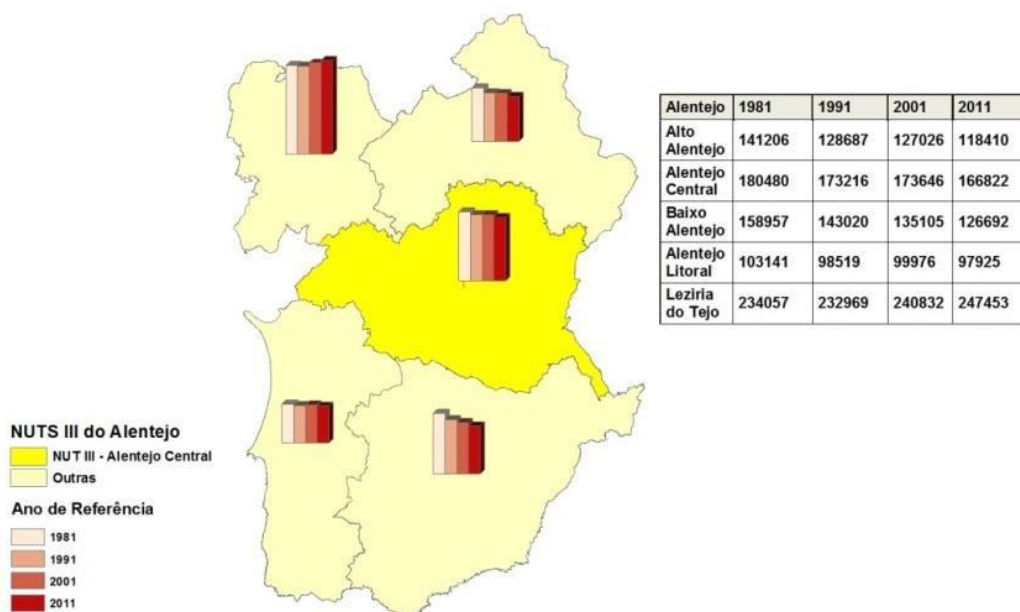 Alentejo 1981 1991 2001 2011
Alto
Alentejo 141206 128687 127026 118410
Alentejo
Central 180480 173216 173646 166822
Baixo
Alentejo 158957 143020 135105 126692
Alentejo
Litoral 103141 98519 99976 97925
Leziria
do Tejo 234057 232969 240832 247453
NUTS III do Alentejo
NUT III - Alentejo Central
Outras
Ano de Referência
1981
1991
2001
2011